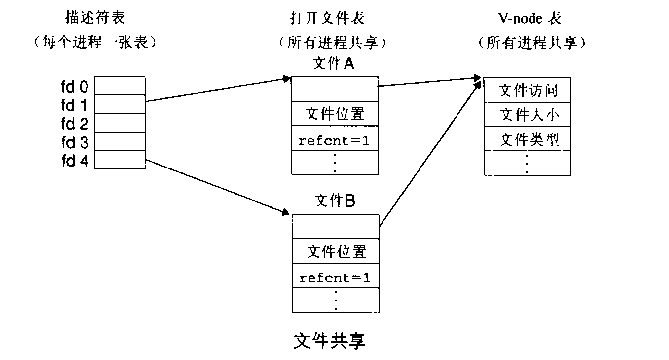 描述符表
（每个进程一张表）
打开文件表
（所有进程共享）
V-node 表
（所有进程共享）
fd 0
fd 1
fd 2
fd 3
fd 4
文件A
文件位置
refcnt=1
⋮
文件B
文件位置
refcnt=1
⋮
文件访问
文件大小
文件类型
⋮
文件共享